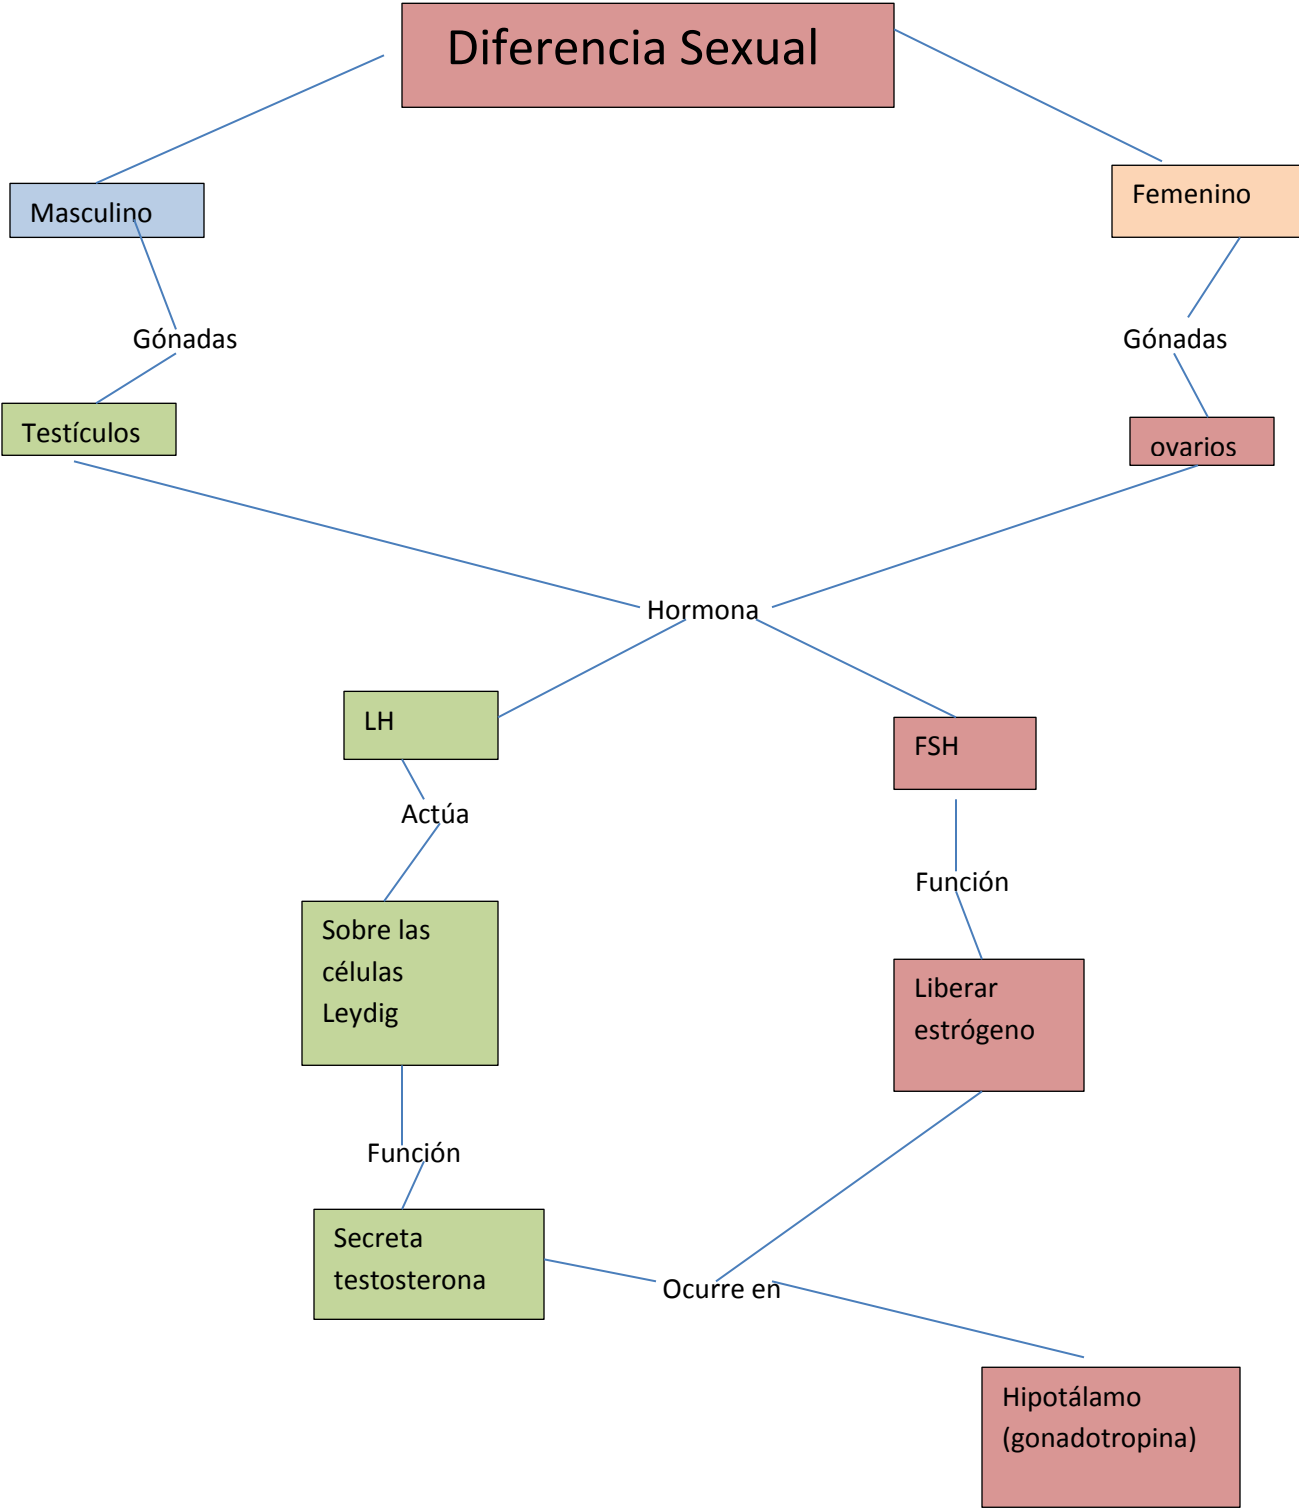 Diferencia Sexual
Masculino
Femenino
Gónadas
Gónadas
Testículos
ovarios
Hormona
LH
FSH
Actúa
Función
Sobre las
células
Leydig
Liberar
estrógeno
Función
Secreta
testosterona
Ocurre en
Hipotálamo
(gonadotropina)